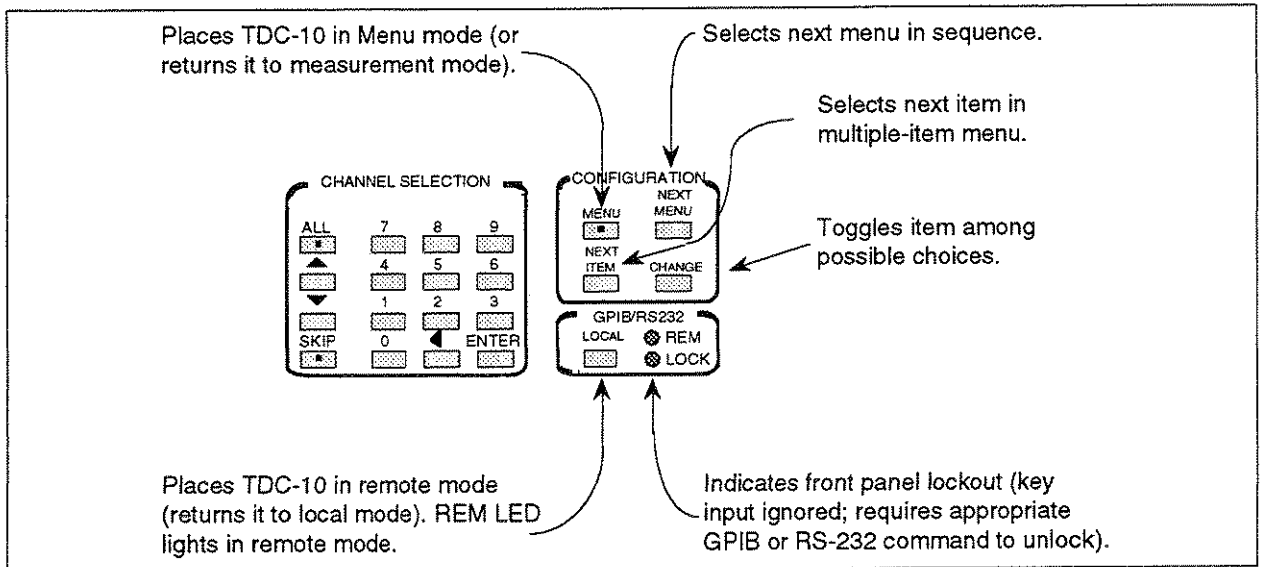 Places TDC-10 in Menu mode (or
returns it to measurement mode).
Selects next menu in sequence.
Selects next item in
multiple-item menu.
Toggles item among
possible choices.
CHANNEL SELECTION
ALL
7 8 9
4 5 6
1 2 3
SKIP
0
ENTER
CONFIGURATION
MENU
NEXT
MENU
NEXT
ITEM
CHANGE
GPIB/RS232
LOCAL
REM
LOCK
Places TDC-10 in remote mode
(returns it to local mode). REM LED
lights in remote mode.
Indicates front panel lockout (key
input ignored; requires appropriate
GPIB or RS-232 command to unlock).